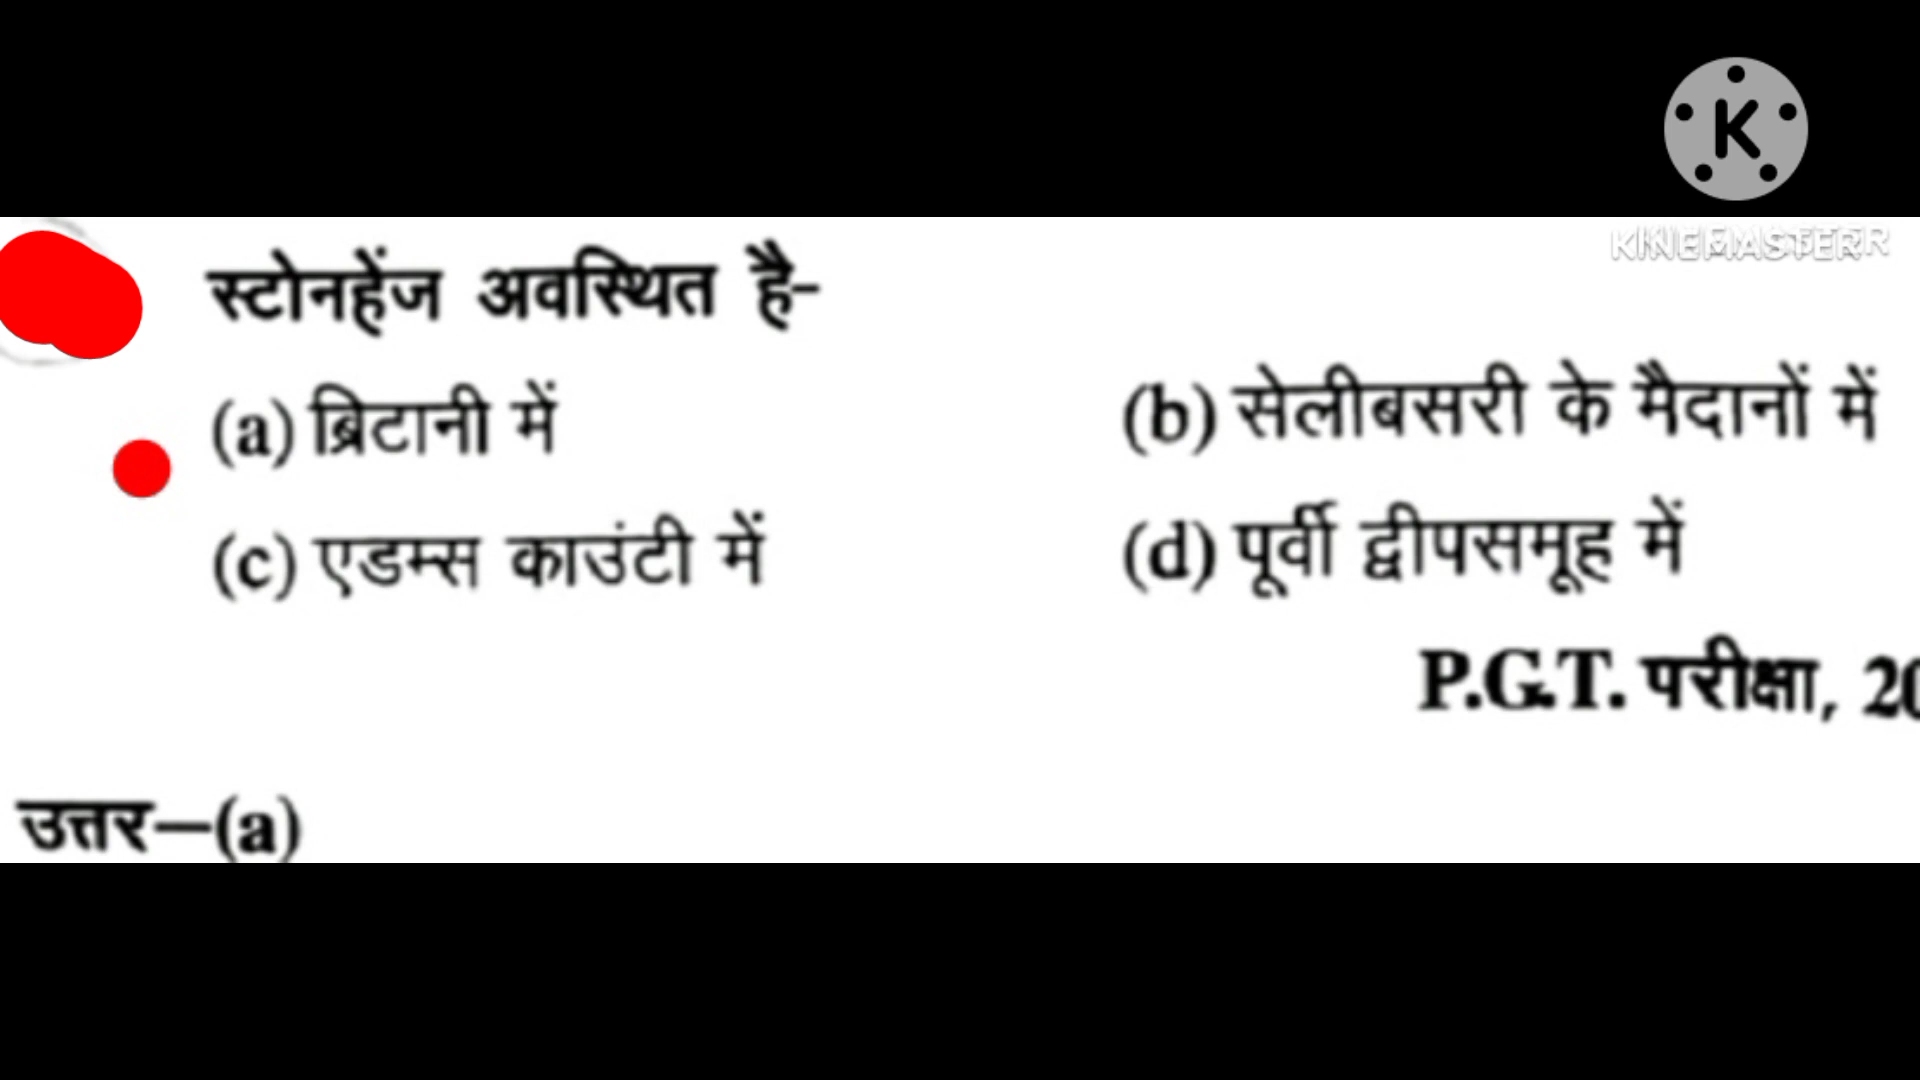 KINEMASTER
स्टोनहेंज अवस्थित है-
(a) ब्रिटानी में (b) सेलीबसरी के मैदानों में
(c) एडम्स काउंटी में (d) पूर्वी द्वीपसमूह में
P.G.T. परीक्षा, 20
उत्तर—(a)